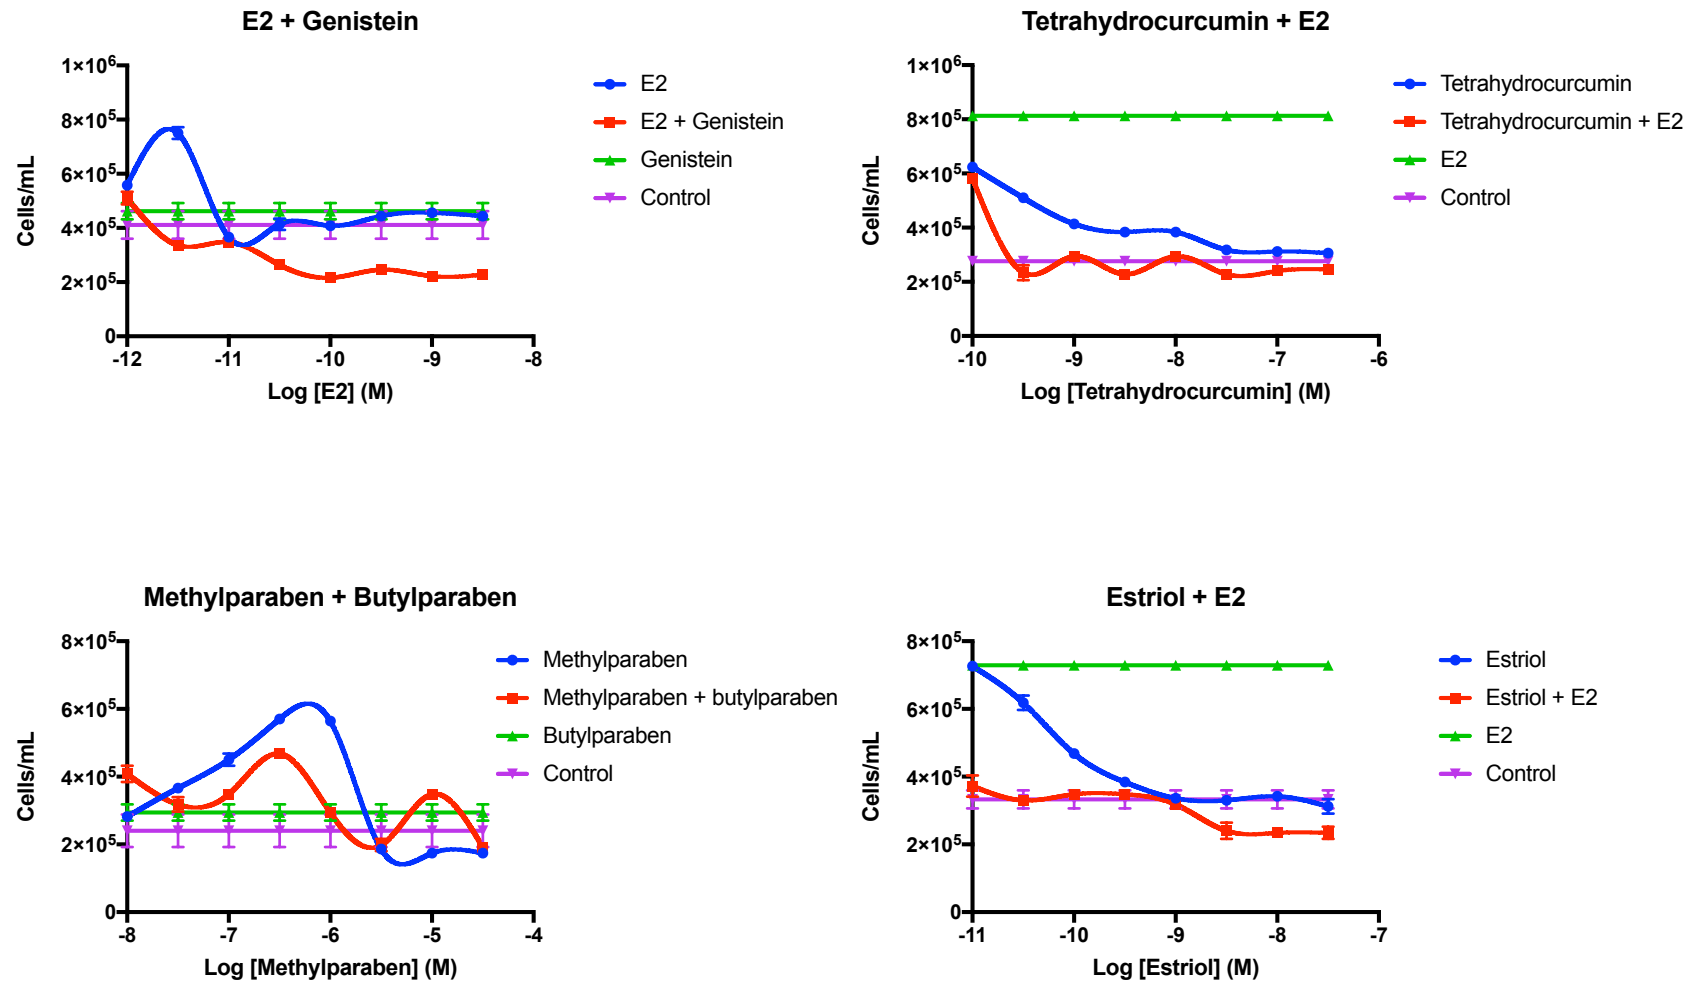 E2 + Genistein
1×10⁶
8×10⁵
6×10⁵
4×10⁵
2×10⁵
0
Cells/mL
-12 -11 -10 -9 -8
Log [E2] (M)
E2
E2 + Genistein
Genistein
Control
Tetrahydrocurcumin + E2
1×10⁶
8×10⁵
6×10⁵
4×10⁵
2×10⁵
0
Cells/mL
-10 -9 -8 -7 -6
Log [Tetrahydrocurcumin] (M)
Tetrahydrocurcumin
Tetrahydrocurcumin + E2
E2
Control
Methylparaben + Butylparaben
8×10⁵
6×10⁵
4×10⁵
2×10⁵
0
Cells/mL
-8 -7 -6 -5 -4
Log [Methylparaben] (M)
Methylparaben
Methylparaben + butylparaben
Butylparaben
Control
Estriol + E2
8×10⁵
6×10⁵
4×10⁵
2×10⁵
0
Cells/mL
-11 -10 -9 -8 -7
Log [Estriol] (M)
Estriol
Estriol + E2
E2
Control